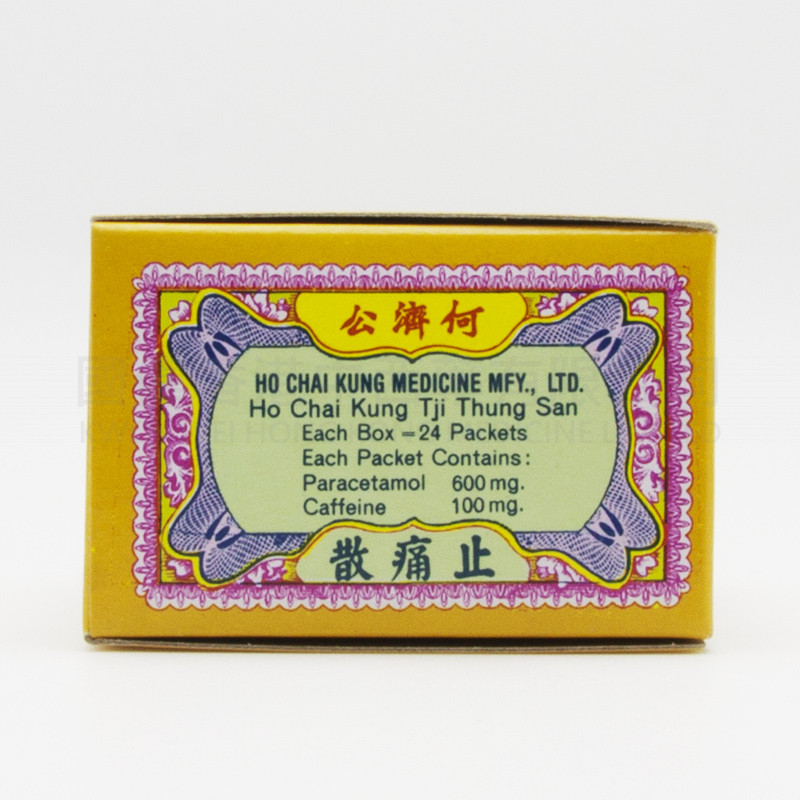 何濟公
HO CHAI KUNG MEDICINE MFY., LTD.
Ho Chai Kung Tji Thung San
Each Box = 24 Packets
Each Packet Contains:
Paracetamol 600 mg.
Caffeine 100 mg.
止痛散